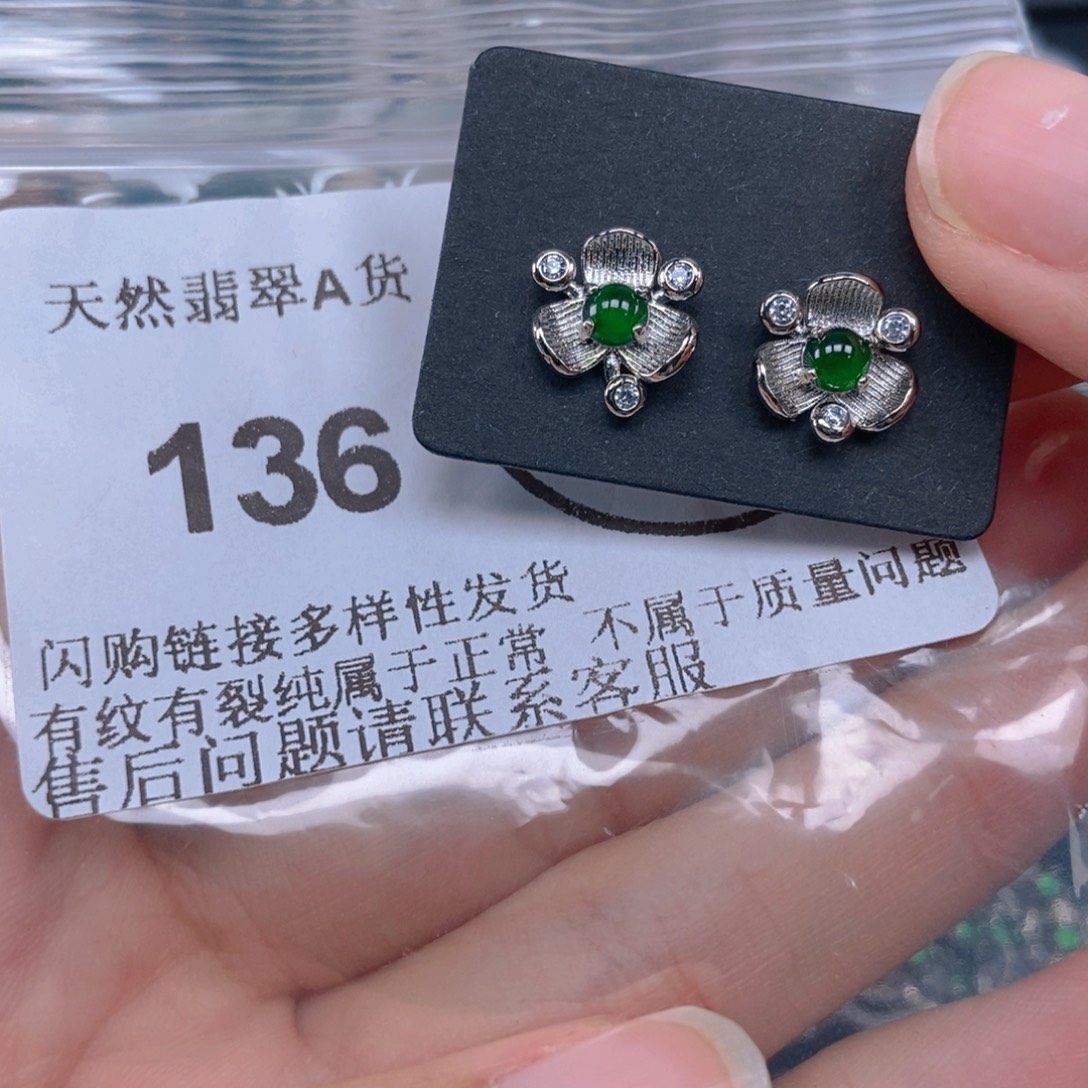 天然翡翠A货
136
闪购链接多样性发货
有纹有裂纯属于正常 不属于质量问题
售后问题请联系客服